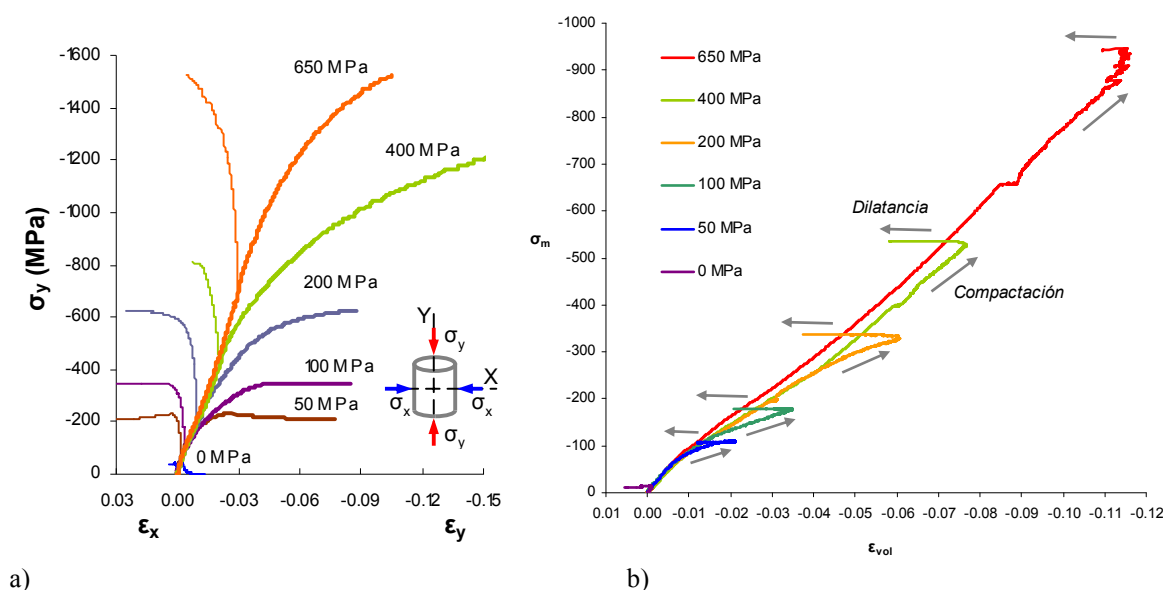 -1600
-1400
-1200
-1000
-800
-600
-400
-200
0
0.03
0.00
-0.03
-0.06
-0.09
-0.12
-0.15
σy (MPa)
εx
εy
650 MPa
400 MPa
200 MPa
100 MPa
50 MPa
0 MPa
Y
σy
X
σx
σx
σy
a)
-1000
-900
-800
-700
-600
-500
-400
-300
-200
-100
0
0.01
0.00
-0.01
-0.02
-0.03
-0.04
-0.05
-0.06
-0.07
-0.08
-0.09
-0.10
-0.11
-0.12
σm
εvol
650 MPa
400 MPa
200 MPa
100 MPa
50 MPa
0 MPa
Dilatancia
Compactación
b)